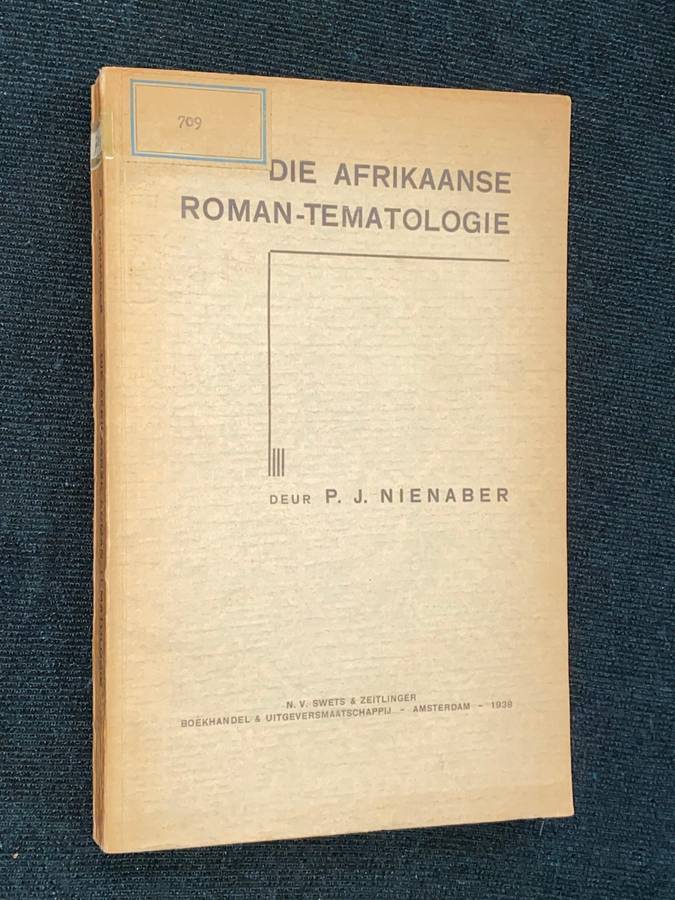 709
DIE AFRIKAANSE
ROMAN-TEMATOLOGIE
DEUR P. J. NIENABER
N. V. SWETS & ZEITLINGER
BOEKHANDEL & UITGEVERSMAATSCHAPPIJ - AMSTERDAM - 1938